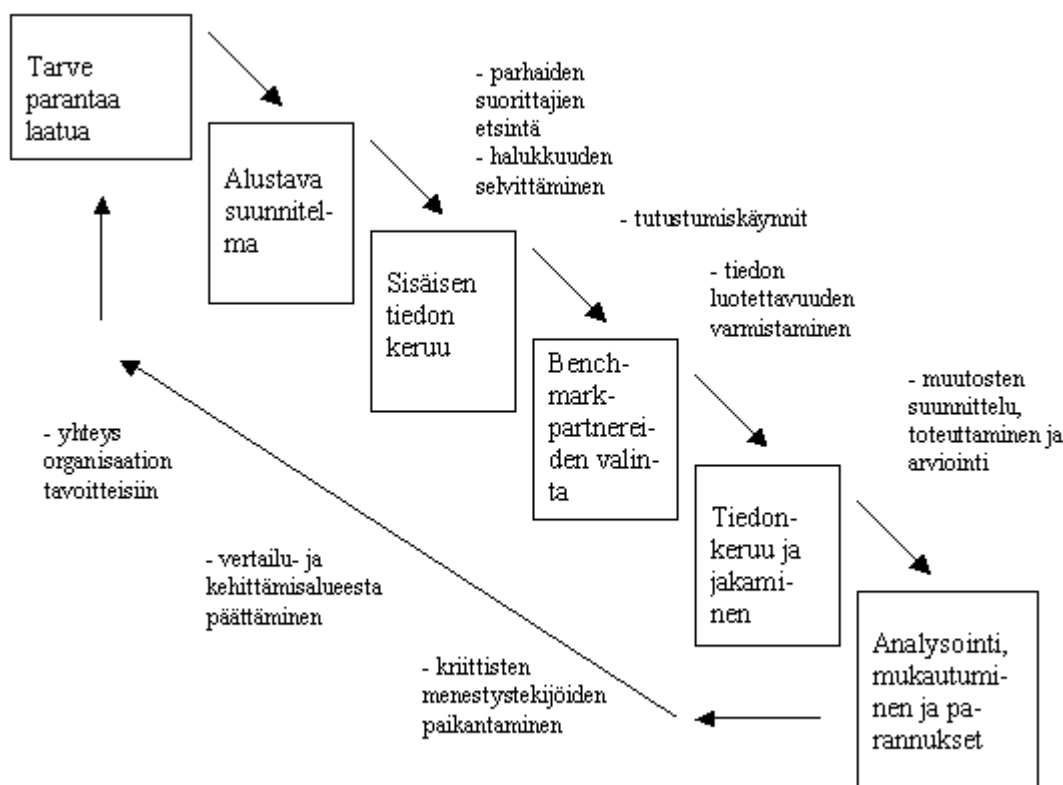 Tarve
parantaa
laatua
- parhaiden
suorittajien
etsintä
- halukkuuden
selvittäminen
Alustava
suunnitel-
ma
- tutustumiskäynnit
Sisäisen
tiedon
keruu
- tiedon
luotettavuuden
varmistaminen
Bench-
mark-
partnerei-
den valin-
ta
- muutosten
suunnittelu,
toteuttaminen ja
arviointi
- yhteys
organisaation
tavoitteisiin
Tiedon-
keruu ja
jakami-
nen
- vertailu- ja
kehittämisalueesta
päättäminen
Analysointi,
mukautumi-
nen ja pa-
rannukset
- kriittisten
menestystekijöiden
paikantaminen